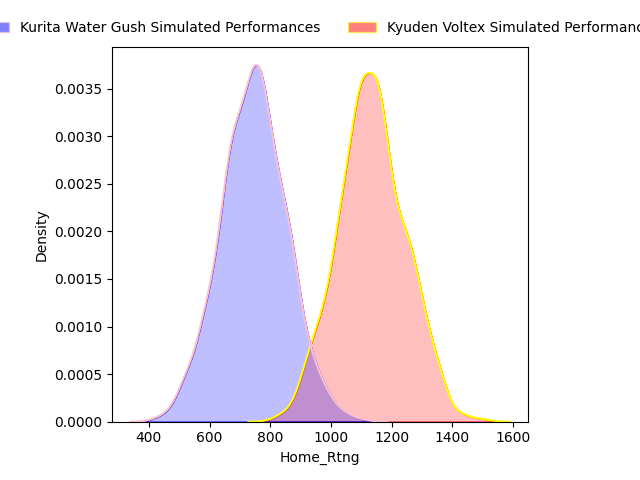 Kurita Water Gush Simulated Performances
Kyuden Voltex Simulated
0.0035
0.0030
0.0025
0.0020
0.0015
0.0010
0.0005
0.0000
Density
400 600 800 1000 1200 1400 1600
Home_Rtng